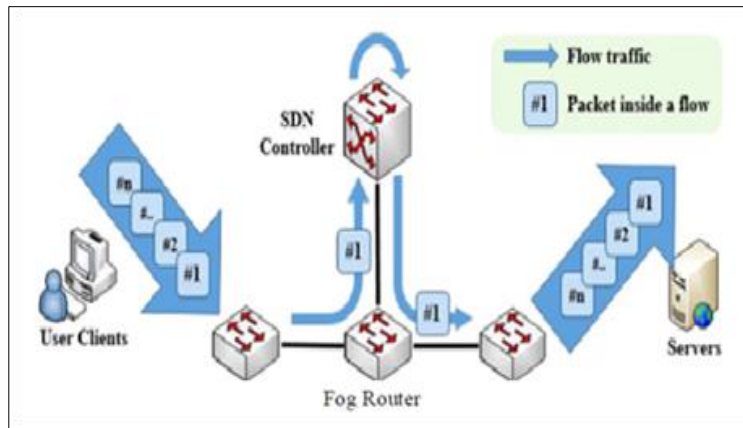 Flow traffic
#1 Packet inside a flow
SDN
Controller
#n
#..
#2
#1
#1
#1
#1
#2
#..
#n
User Clients
Servers
Fog Router